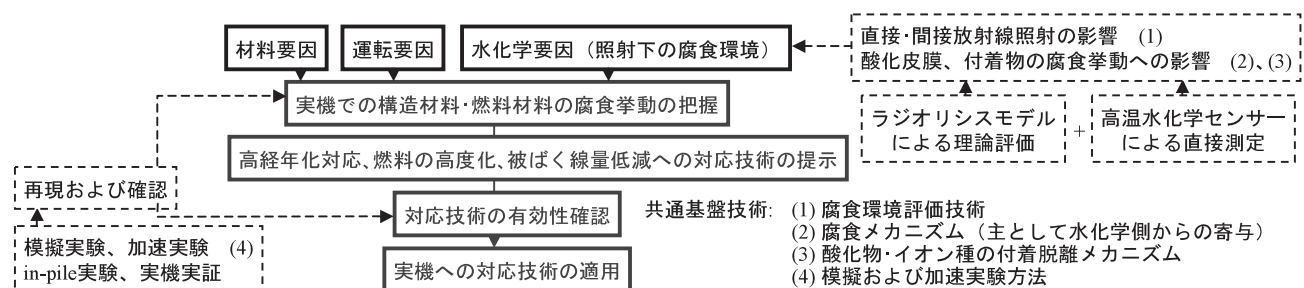 材料要因
運転要因
水化学要因（照射下の腐食環境）
直接･間接放射線照射の影響 (1)
酸化皮膜、付着物の腐食挙動への影響 (2)、(3)
実機での構造材料･燃料材料の腐食挙動の把握
ラジオリシスモデル
による理論評価
+
高温水化学センサー
による直接測定
高経年化対応、燃料の高度化、被ばく線量低減への対応技術の提示
再現および確認
対応技術の有効性確認
模擬実験、加速実験 (4)
in-pile実験、実機実証
実機への対応技術の適用
共通基盤技術: (1) 腐食環境評価技術
(2) 腐食メカニズム（主として水化学側からの寄与）
(3) 酸化物･イオン種の付着脱離メカニズム
(4) 模擬および加速実験方法